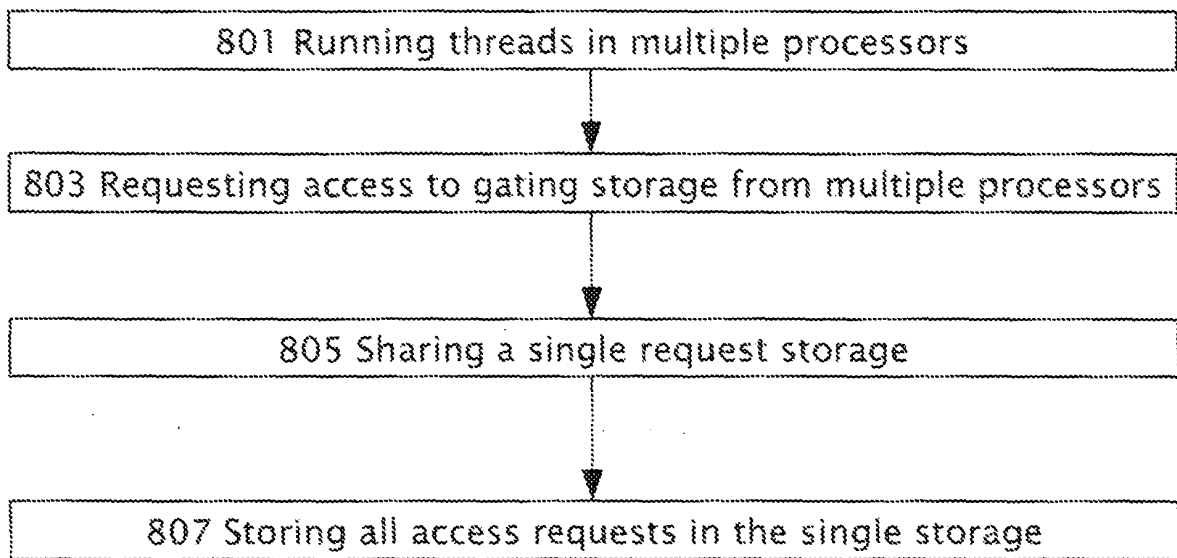 801 Running threads in multiple processors
803 Requesting access to gating storage from multiple processors
805 Sharing a single request storage
807 Storing all access requests in the single storage